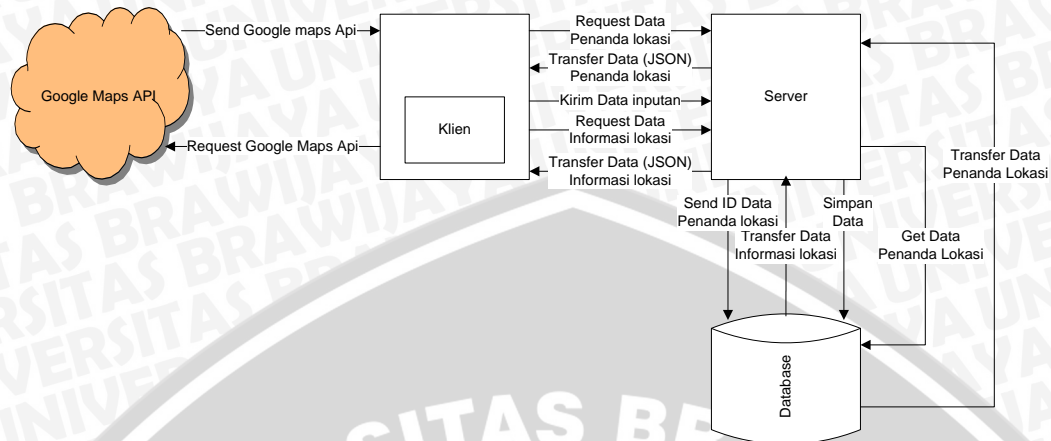 Send Google maps Api
Google Maps API
Request Google Maps Api
Klien
Request Data
Penanda lokasi
Transfer Data (JSON)
Penanda lokasi
Kirim Data inputan
Request Data
Informasi lokasi
Transfer Data (JSON)
Informasi lokasi
Server
Send ID Data
Penanda lokasi
Transfer Data
Informasi lokasi
Simpan
Data
Get Data
Penanda Lokasi
Transfer Data
Penanda Lokasi
Database
SITAS BR